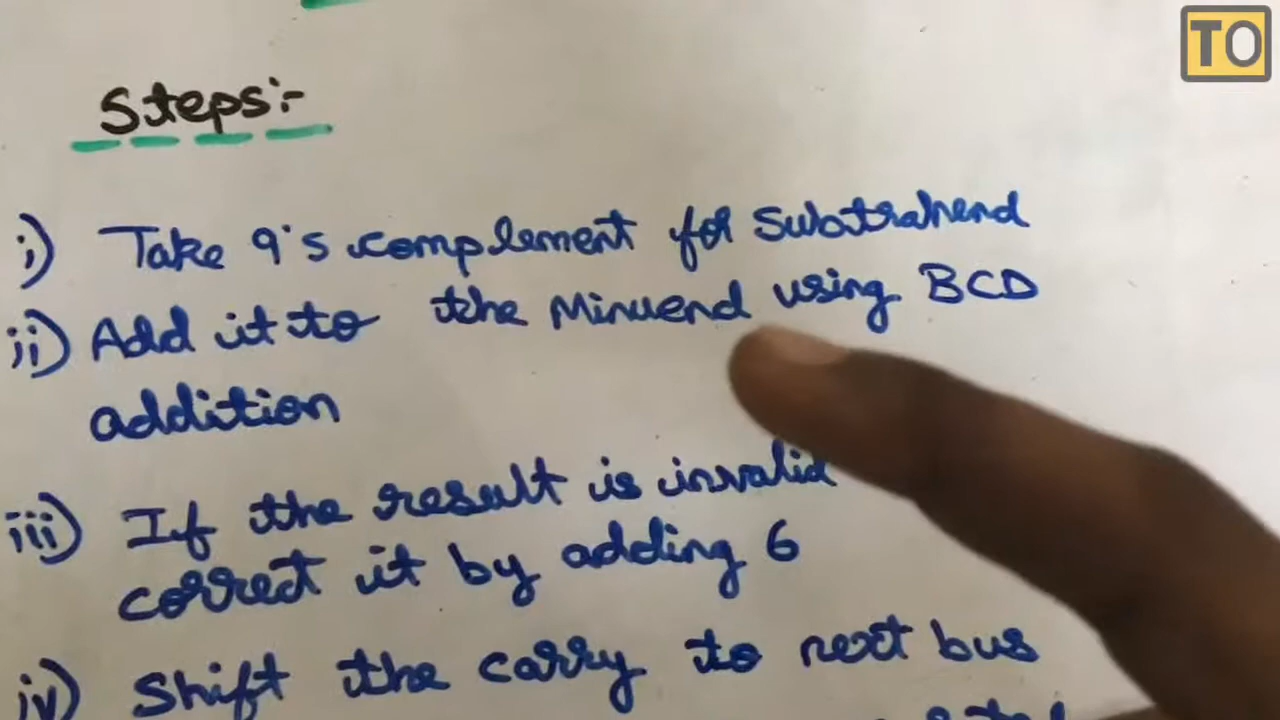 TO
Steps:-
i) Take 9's complement for Subtrahend
ii) Add it to the Minuend using BCD
addition
iii) If the result is invalid
correct it by adding 6
iv) Shift the carry to next bus